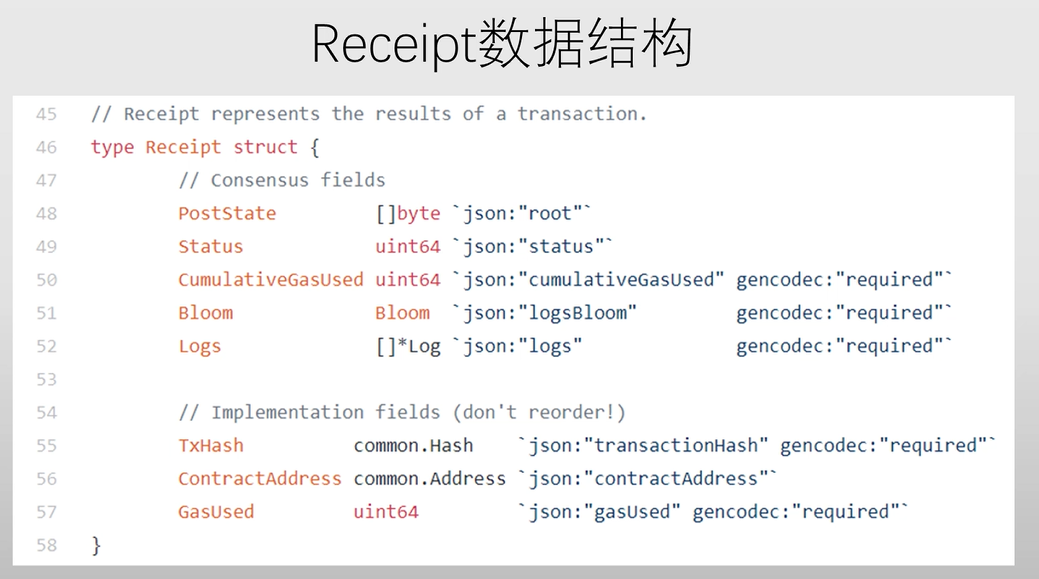 Receipt数据结构
45 // Receipt represents the results of a transaction.
46 type Receipt struct {
47 // Consensus fields
48 PostState []byte `json:"root"`
49 Status uint64 `json:"status"`
50 CumulativeGasUsed uint64 `json:"cumulativeGasUsed" gencodec:"required"`
51 Bloom Bloom `json:"logsBloom" gencodec:"required"`
52 Logs []*Log `json:"logs" gencodec:"required"`
53
54 // Implementation fields (don't reorder!)
55 TxHash common.Hash `json:"transactionHash" gencodec:"required"`
56 ContractAddress common.Address `json:"contractAddress"`
57 GasUsed uint64 `json:"gasUsed" gencodec:"required"`
58 }